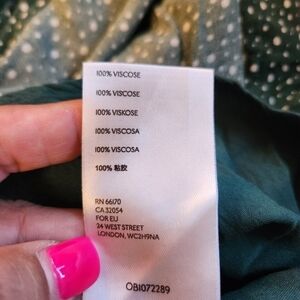 100% VISCOSE
100% VISCOSE
100% VISKOSE
100% VISCOSA
100% VISCOSA
100% 粘胶
RN 66170
CA 32054
FOR EU
24 WEST STREET
LONDON, WC2H9NA
OB1072289